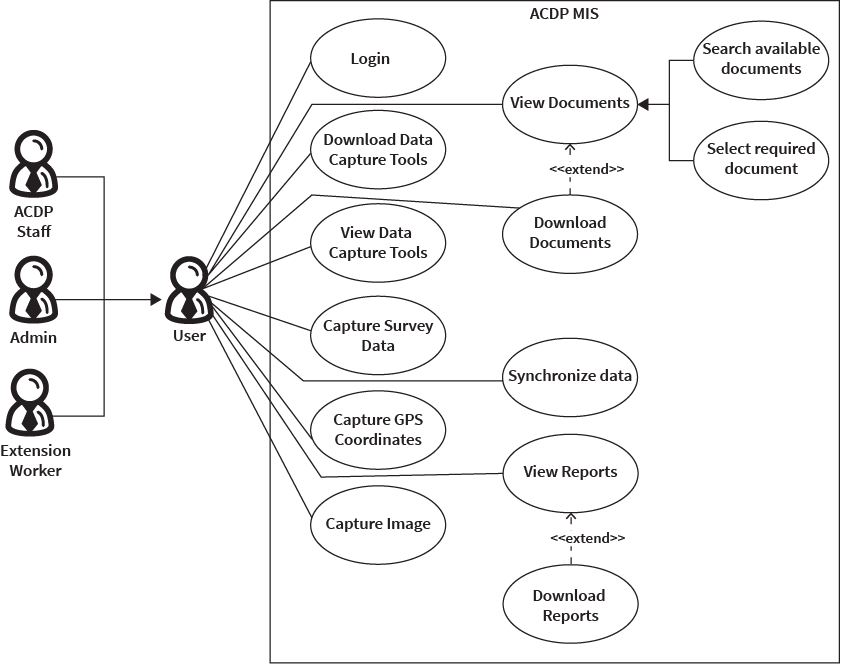 ACDP MIS
Login
Search available
documents
View Documents
Download Data
Capture Tools
Select required
document
<<extend>>
ACDP
Staff
View Data
Capture Tools
Download
Documents
Admin
User
Capture Survey
Data
Synchronize data
Capture GPS
Coordinates
Extension
Worker
View Reports
Capture Image
<<extend>>
Download
Reports